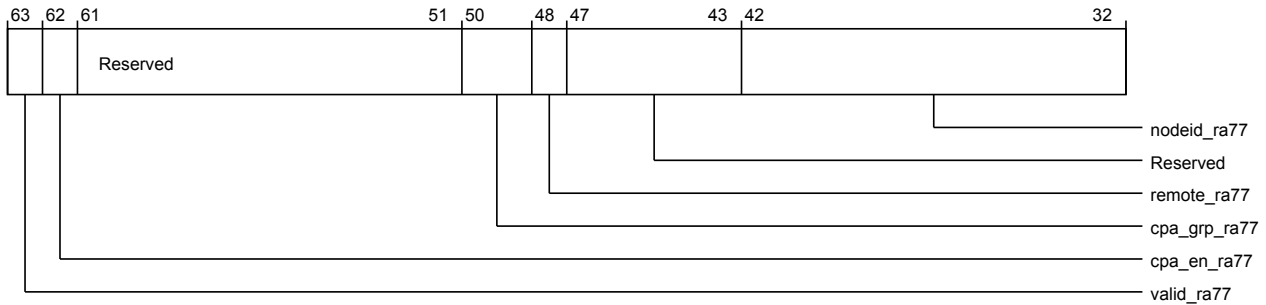 63 62 61 51 50 48 47 43 42 32
Reserved
nodeid_ra77
Reserved
remote_ra77
cpa_grp_ra77
cpa_en_ra77
valid_ra77